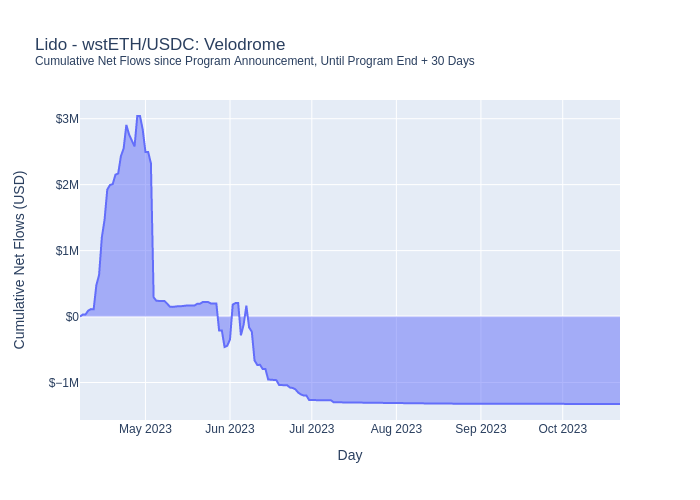 Lido - wstETH/USDC: Velodrome
Cumulative Net Flows since Program Announcement, Until Program End + 30 Days
Cumulative Net Flows (USD)
$3M
$2M
$1M
$0
$−1M
May 2023
Jun 2023
Jul 2023
Aug 2023
Sep 2023
Oct 2023
Day